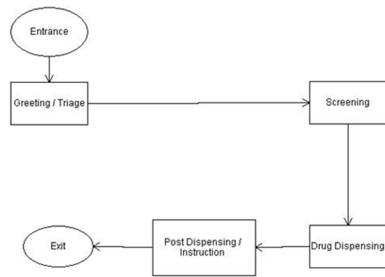 Entrance
Greeting / Triage
Screening
Drug Dispensing
Post Dispensing /
Instruction
Exit